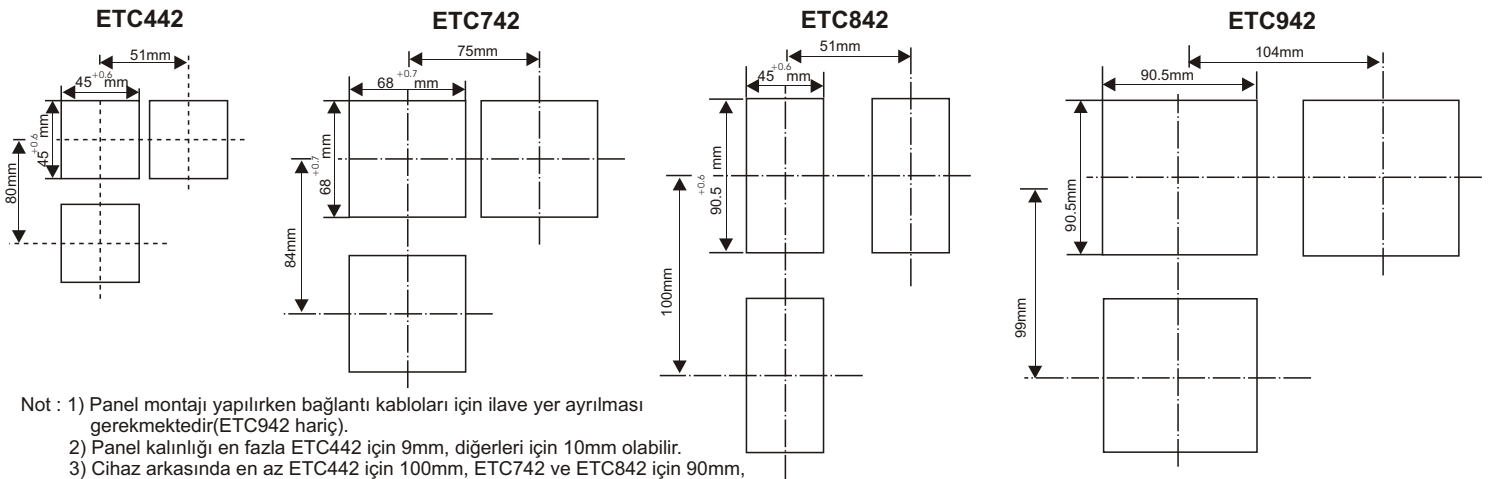 ETC442
51mm
45 +0.6 mm
45 +0.6 mm
80mm
ETC742
75mm
68 +0.7 mm
68 +0.7 mm
84mm
ETC842
51mm
45 +0.6 mm
90.5 +0.6 mm
100mm
ETC942
104mm
90.5mm
90.5mm
99mm
Not : 1) Panel montajı yapılırken bağlantı kabloları için ilave yer ayrılması
gerekmektedir(ETC942 hariç).
2) Panel kalınlığı en fazla ETC442 için 9mm, diğerleri için 10mm olabilir.
3) Cihaz arkasında en az ETC442 için 100mm, ETC742 ve ETC842 için 90mm,